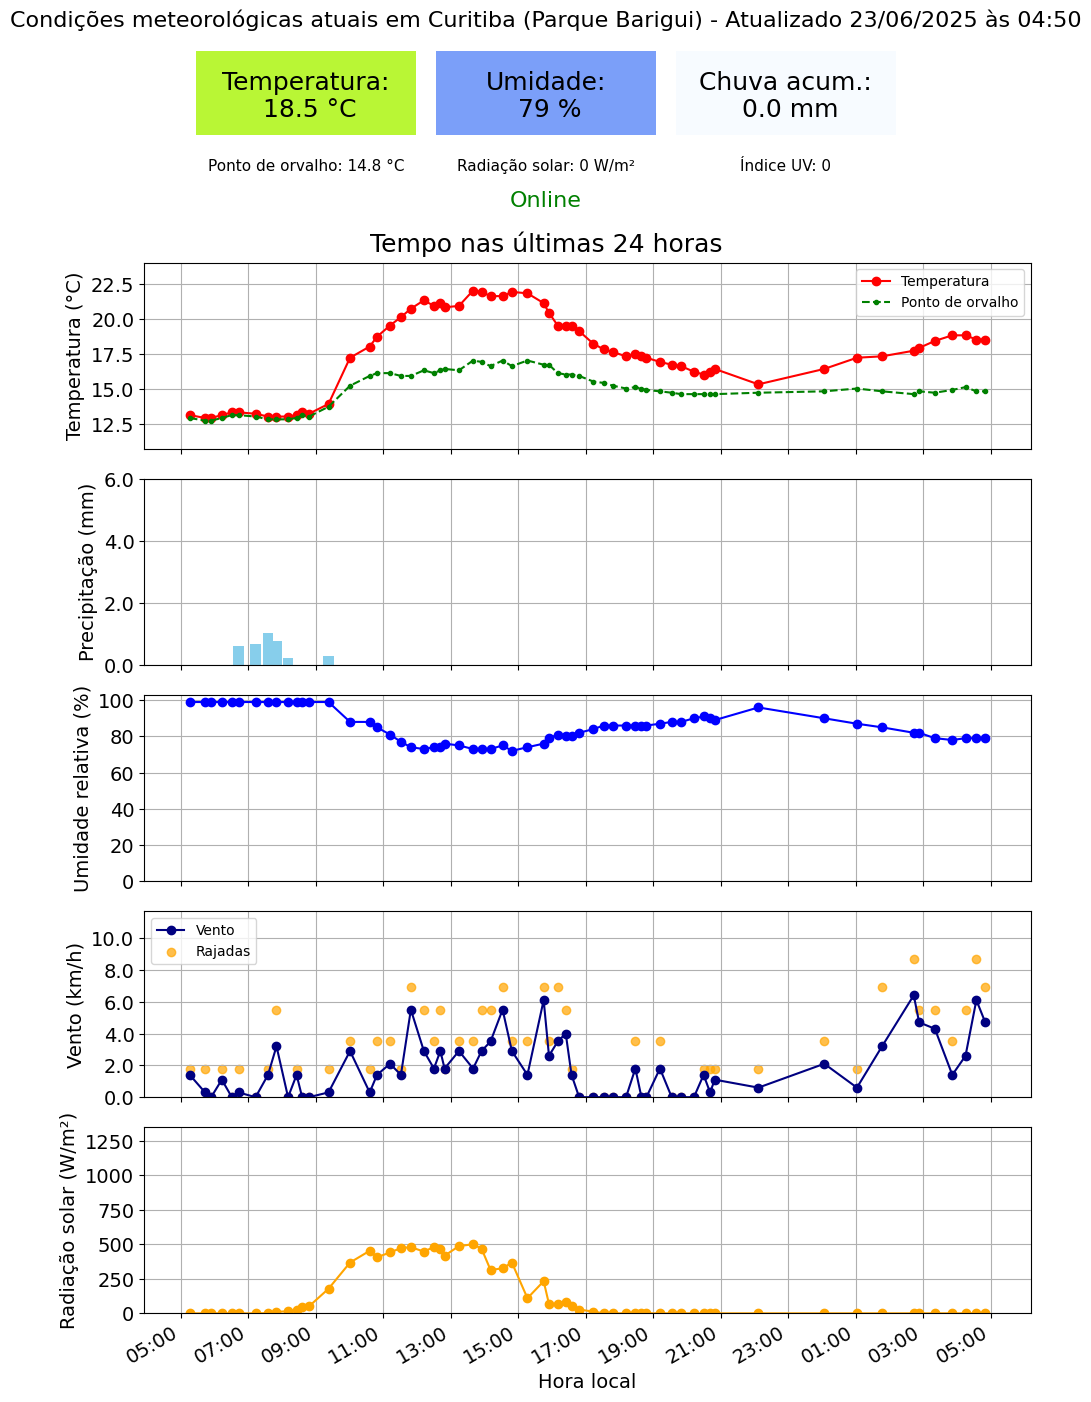 Condições meteorológicas atuais em Curitiba (Parque Barigui) - Atualizado 23/06/2025 às 04:50
Temperatura:
18.5 °C
Umidade:
79 %
Chuva acum.:
0.0 mm
Ponto de orvalho: 14.8 °C
Radiação solar: 0 W/m²
Índice UV: 0
Online
Tempo nas últimas 24 horas
Temperatura (°C)
22.5
20.0
17.5
15.0
12.5
Temperatura
Ponto de orvalho
Precipitação (mm)
6.0
4.0
2.0
0.0
Umidade relativa (%)
100
80
60
40
20
0
Vento (km/h)
10.0
8.0
6.0
4.0
2.0
0.0
Vento
Rajadas
Radiação solar (W/m²)
1250
1000
750
500
250
0
05:00
07:00
09:00
11:00
13:00
15:00
17:00
19:00
21:00
23:00
01:00
03:00
05:00
Hora local